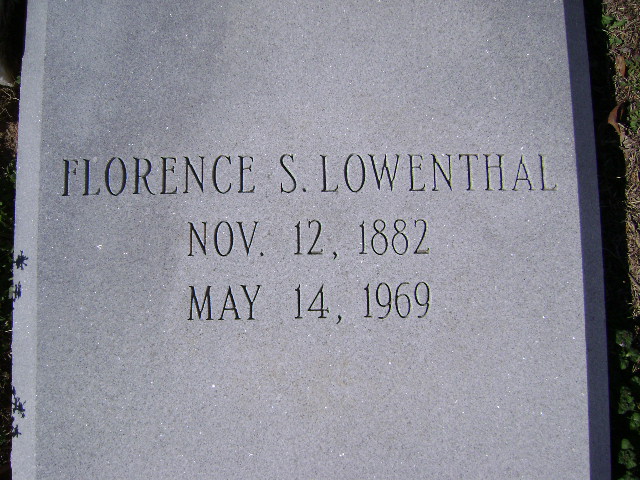 FLORENCE S. LOWENTHAL
NOV. 12, 1882
MAY 14, 1969